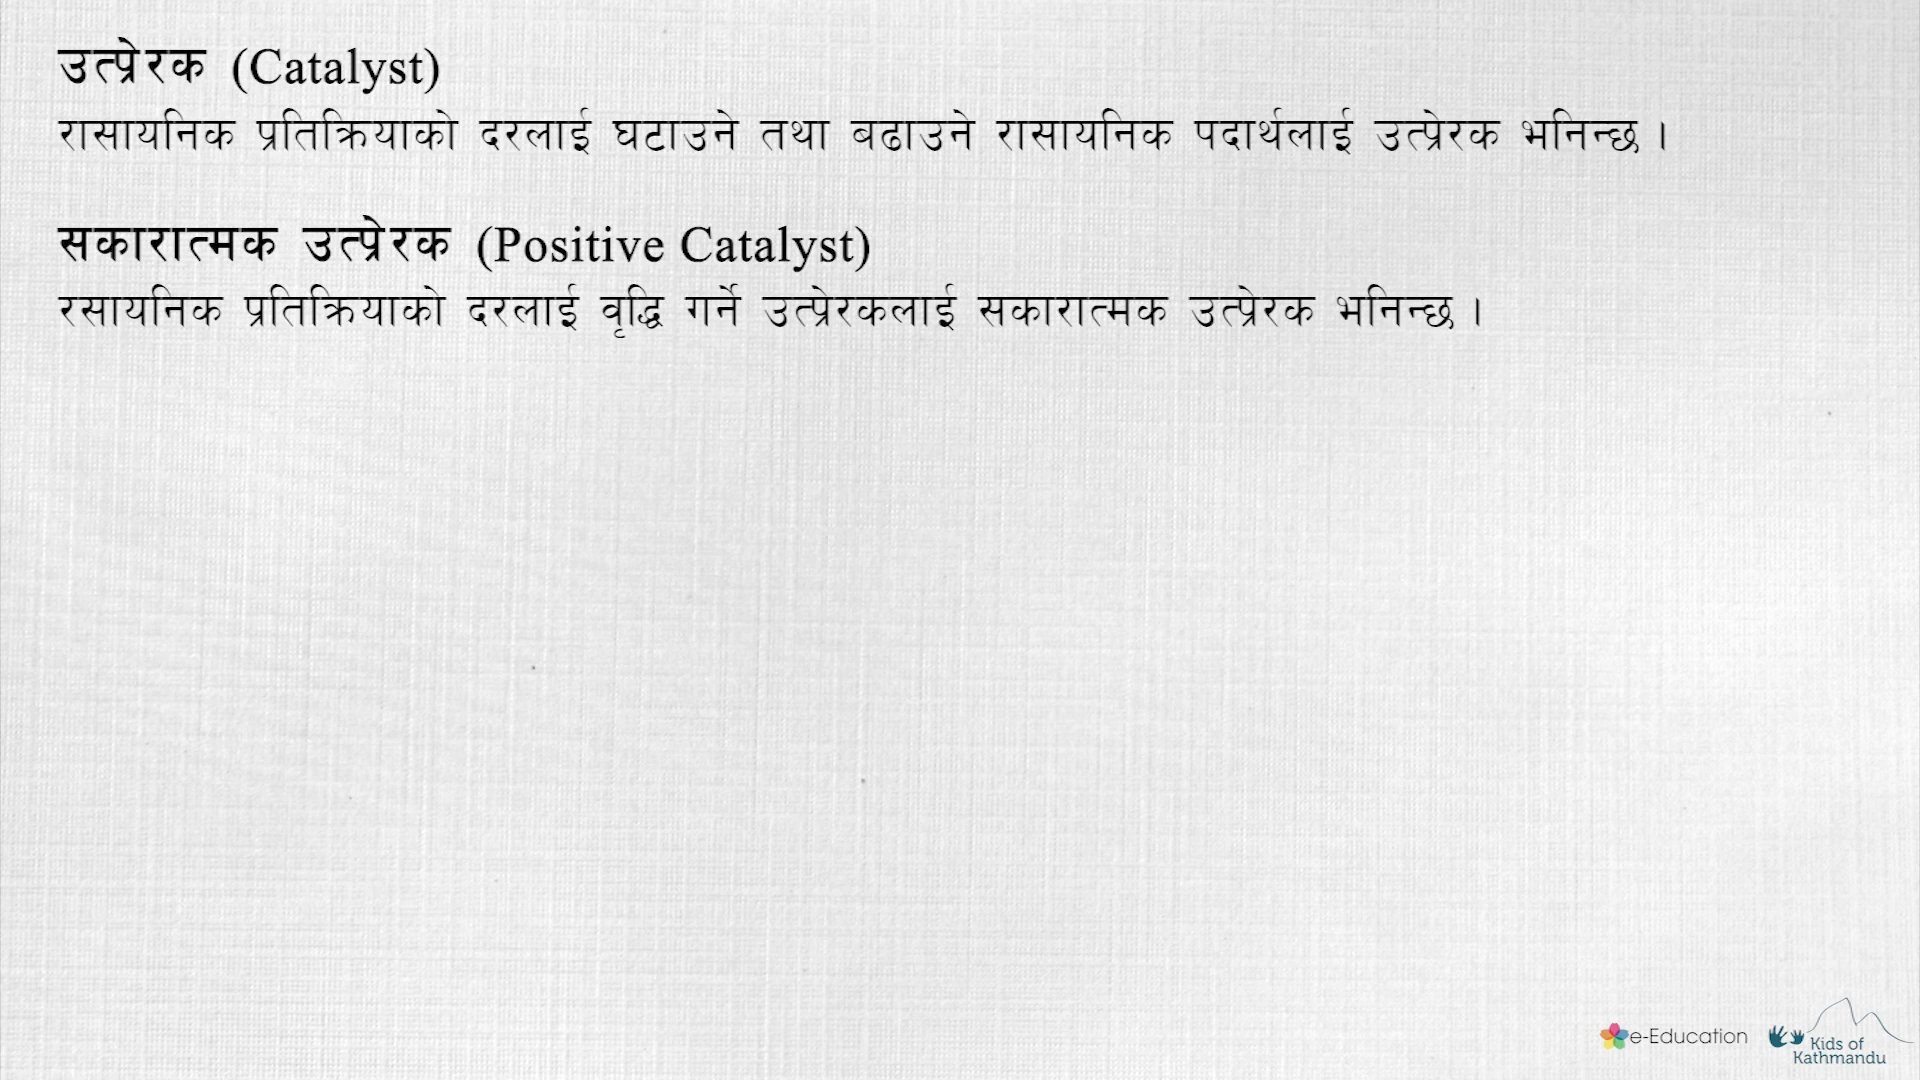 उत्प्रेरक (Catalyst)
रासायनिक प्रतिक्रियाको दरलाई घटाउने तथा बढाउने रासायनिक पदार्थलाई उत्प्रेरक भनिन्छ ।
सकारात्मक उत्प्रेरक (Positive Catalyst)
रसायनिक प्रतिक्रियाको दरलाई वृद्धि गर्ने उत्प्रेरकलाई सकारात्मक उत्प्रेरक भनिन्छ ।
e-Education
Kids of
Kathmandu